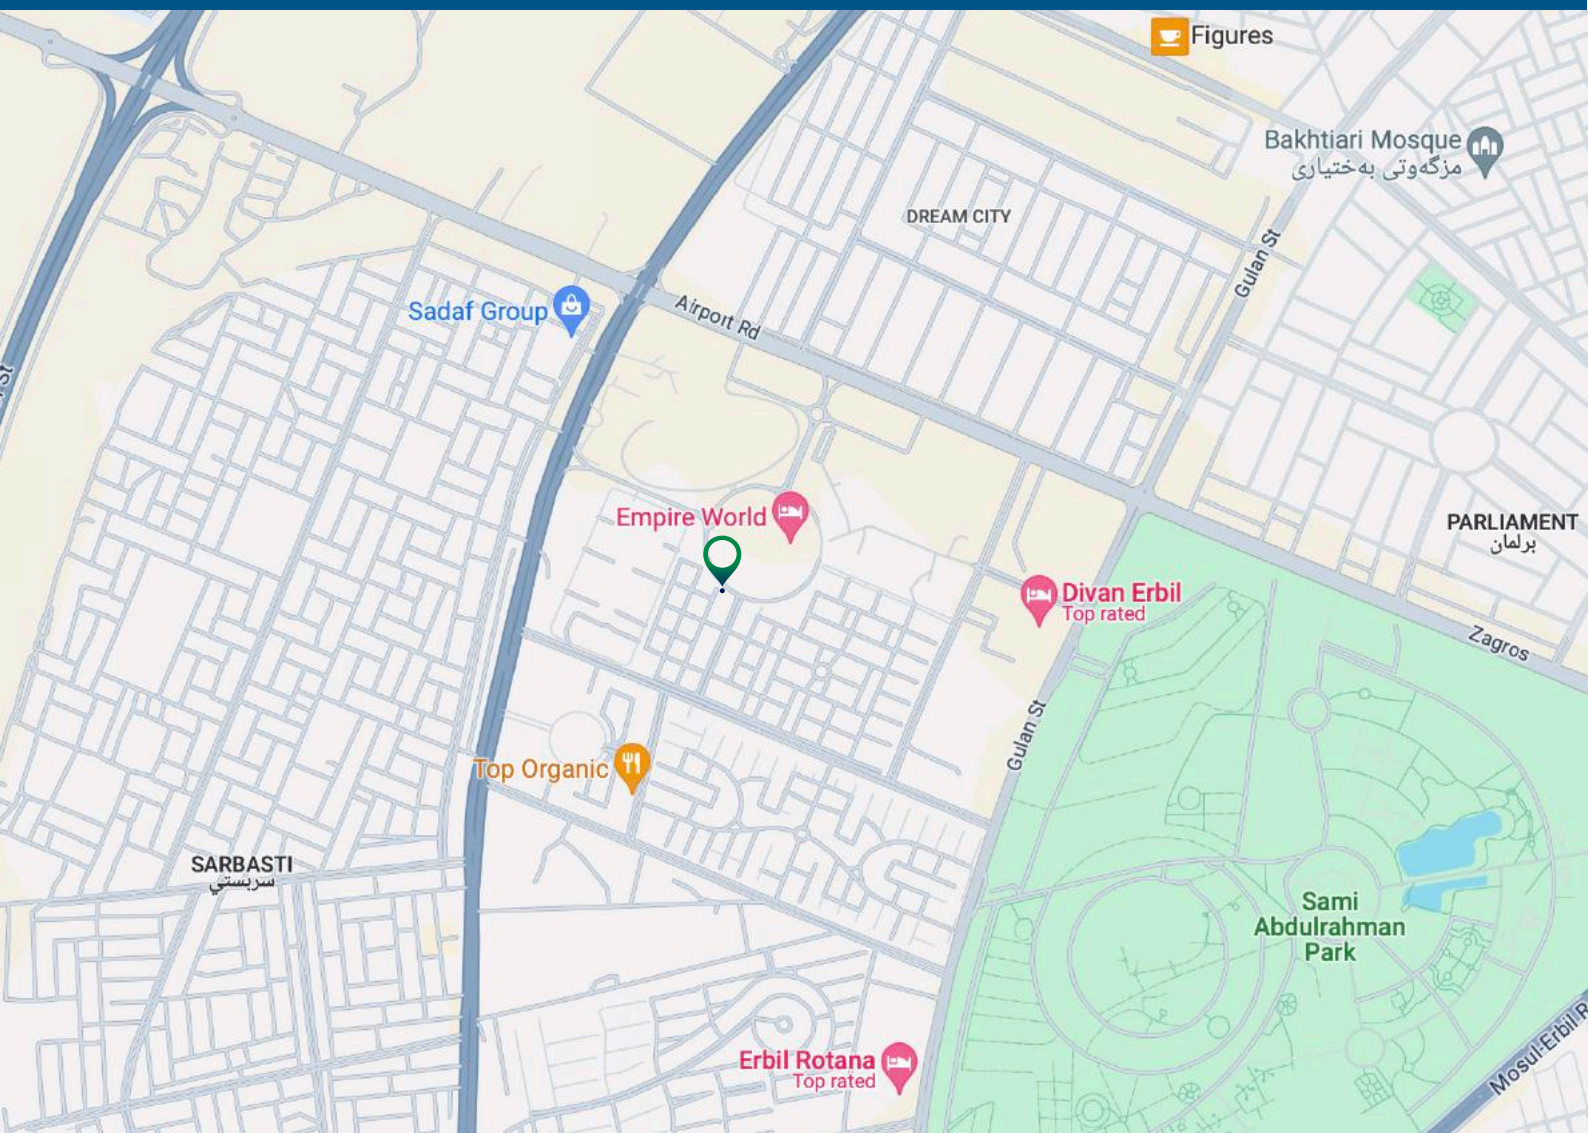 Figures
Bakhtiari Mosque
مزگەوتی بەختیاری
DREAM CITY
Gulan St
Sadaf Group
Airport Rd
St
Empire World
PARLIAMENT
برلمان
Divan Erbil
Top rated
Zagros
Gulan St
Top Organic
SARBASTI
سربستي
Sami
Abdulrahman
Park
Erbil Rotana
Top rated
Mosul-Erbil R